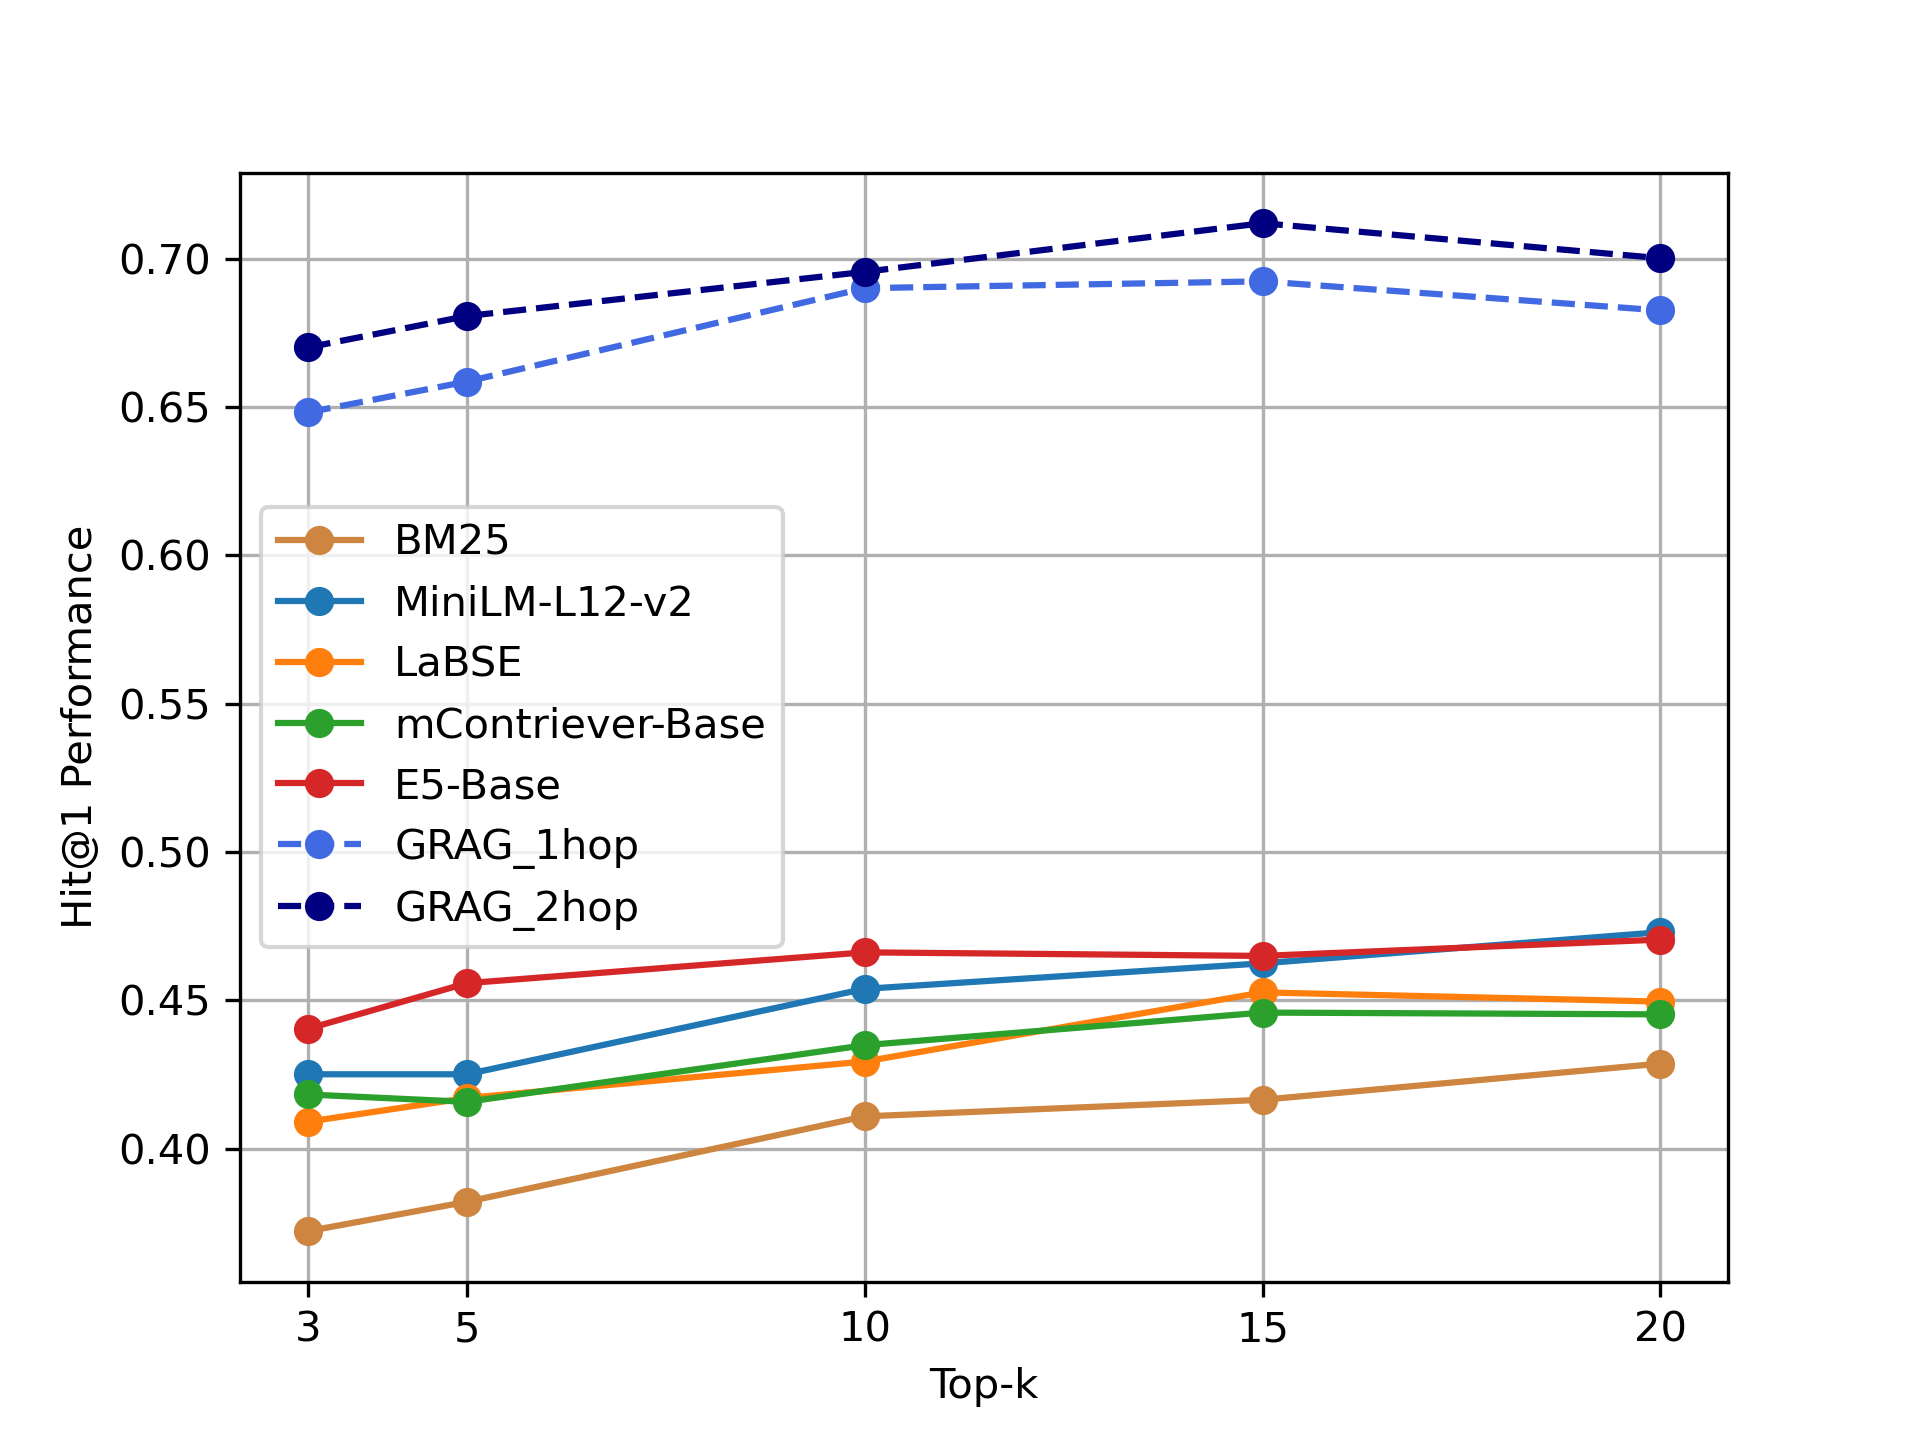 0.70
0.65
0.60
0.55
0.50
0.45
0.40
Hit@1 Performance
BM25
MiniLM-L12-v2
LaBSE
mContriever-Base
E5-Base
GRAG_1hop
GRAG_2hop
3 5 10 15 20
Top-k